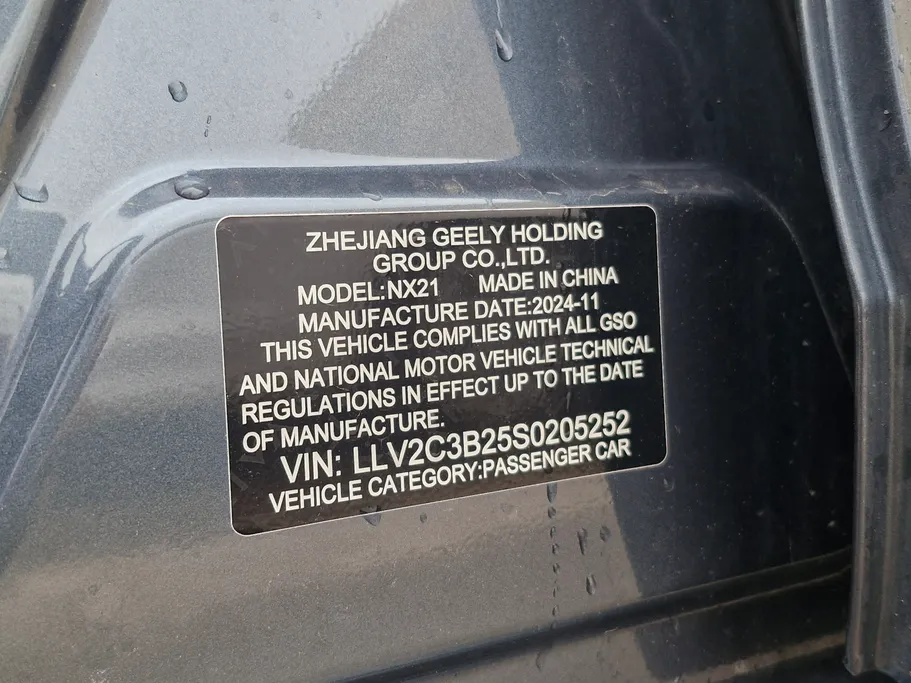 ZHEJIANG GEELY HOLDING
GROUP CO.,LTD.
MODEL:NX21 MADE IN CHINA
MANUFACTURE DATE:2024-11
THIS VEHICLE COMPLIES WITH ALL GSO
AND NATIONAL MOTOR VEHICLE TECHNICAL
REGULATIONS IN EFFECT UP TO THE DATE
OF MANUFACTURE.
VIN: LLV2C3B25S0205252
VEHICLE CATEGORY:PASSENGER CAR